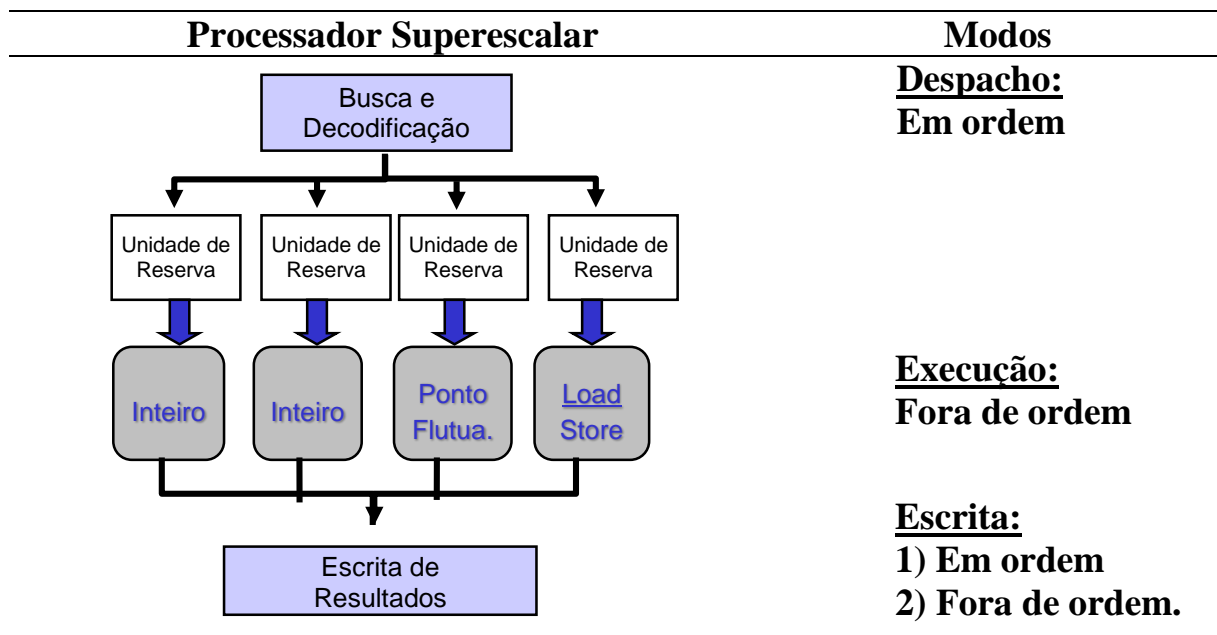 Processador Superescalar Modos
Busca e
Decodificação
Despacho:
Em ordem
Unidade de
Reserva
Unidade de
Reserva
Unidade de
Reserva
Unidade de
Reserva
Inteiro
Inteiro
Ponto
Flutua.
Load
Store
Execução:
Fora de ordem
Escrita de
Resultados
Escrita:
1) Em ordem
2) Fora de ordem.